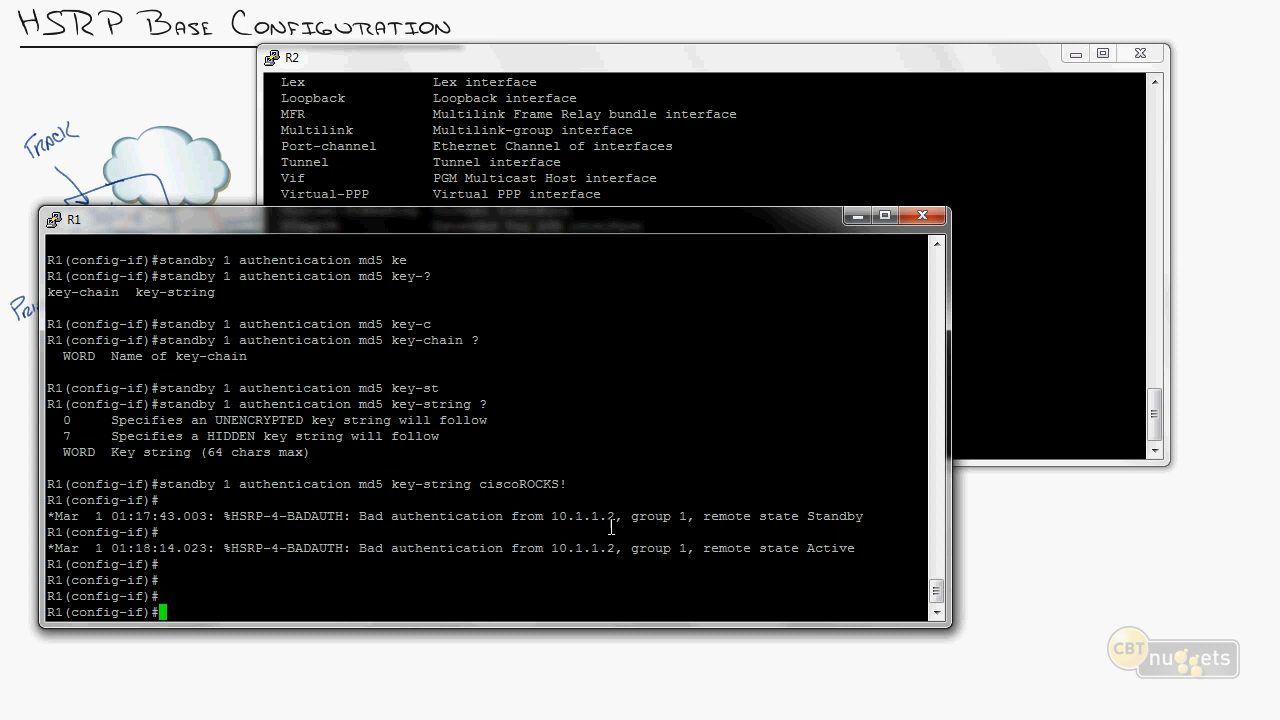 HSRP BASE CONFIGURATION
R2
Lex Lex interface
Loopback Loopback interface
MFR Multilink Frame Relay bundle interface
Multilink Multilink-group interface
Port-channel Ethernet Channel of interfaces
Tunnel Tunnel interface
Vif PGM Multicast Host interface
Virtual-PPP Virtual PPP interface
TRACK
R1
R1(config-if)#standby 1 authentication md5 ke
R1(config-if)#standby 1 authentication md5 key-?
key-chain key-string
R1(config-if)#standby 1 authentication md5 key-c
R1(config-if)#standby 1 authentication md5 key-chain ?
WORD Name of key-chain
R1(config-if)#standby 1 authentication md5 key-st
R1(config-if)#standby 1 authentication md5 key-string ?
0 Specifies an UNENCRYPTED key string will follow
7 Specifies a HIDDEN key string will follow
WORD Key string (64 chars max)
R1(config-if)#standby 1 authentication md5 key-string ciscoROCKS!
R1(config-if)#
*Mar 1 01:17:43.003: %HSRP-4-BADAUTH: Bad authentication from 10.1.1.2, group 1, remote state Standby
R1(config-if)#
*Mar 1 01:18:14.023: %HSRP-4-BADAUTH: Bad authentication from 10.1.1.2, group 1, remote state Active
R1(config-if)#
R1(config-if)#
R1(config-if)#
R1(config-if)#
CBT nuggets